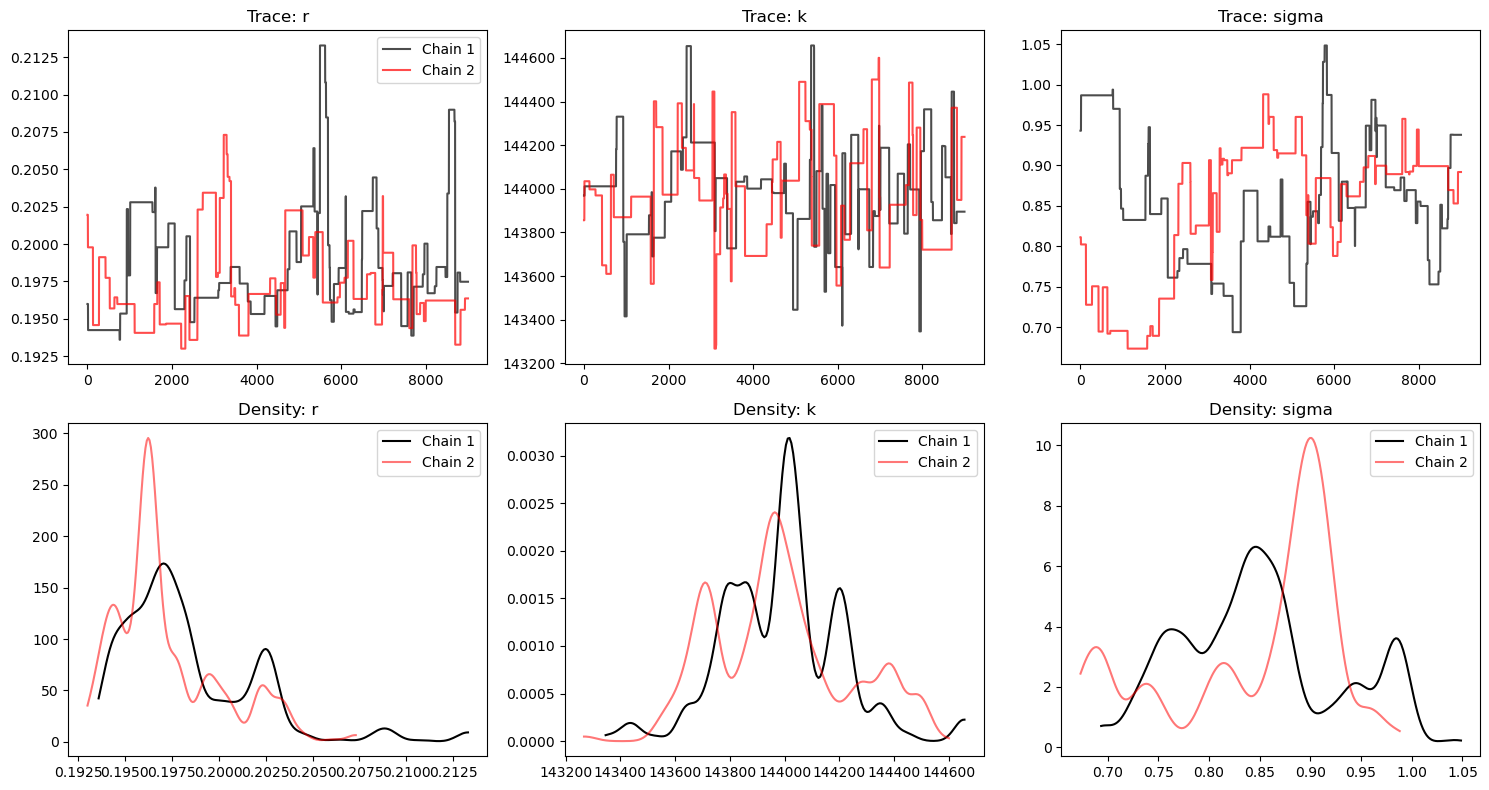 Trace: r
Trace: k
Trace: sigma
0.2125
0.2100
0.2075
0.2050
0.2025
0.2000
0.1975
0.1950
0.1925
Chain 1
Chain 2
0 2000 4000 6000 8000
144600
144400
144200
144000
143800
143600
143400
143200
0 2000 4000 6000 8000
1.05
1.00
0.95
0.90
0.85
0.80
0.75
0.70
0 2000 4000 6000 8000
Density: r
Density: k
Density: sigma
300
250
200
150
100
50
0
Chain 1
Chain 2
0.1925 0.1950 0.1975 0.2000 0.2025 0.2050 0.2075 0.2100 0.2125
0.0030
0.0025
0.0020
0.0015
0.0010
0.0005
0.0000
Chain 1
Chain 2
143200 143400 143600 143800 144000 144200 144400 144600
10
8
6
4
2
0
Chain 1
Chain 2
0.70 0.75 0.80 0.85 0.90 0.95 1.00 1.05